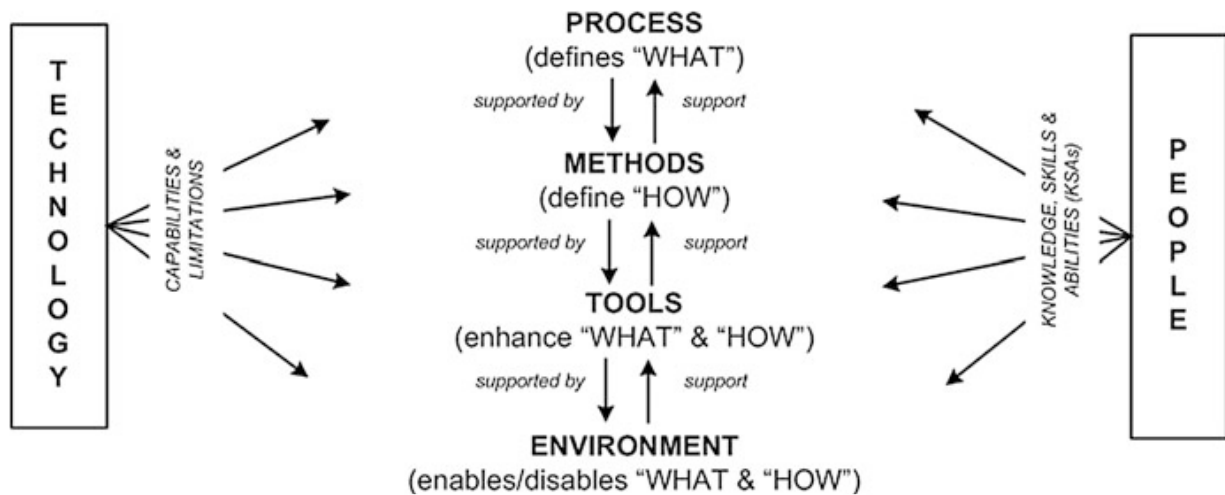 TECHNOLOGY
CAPABILITIES &
LIMITATIONS
PROCESS
(defines “WHAT”)
supported by
support
METHODS
(define “HOW”)
supported by
support
TOOLS
(enhance “WHAT” & “HOW”)
supported by
support
ENVIRONMENT
(enables/disables “WHAT & “HOW”)
KNOWLEDGE, SKILLS &
ABILITIES (KSAs)
PEOPLE